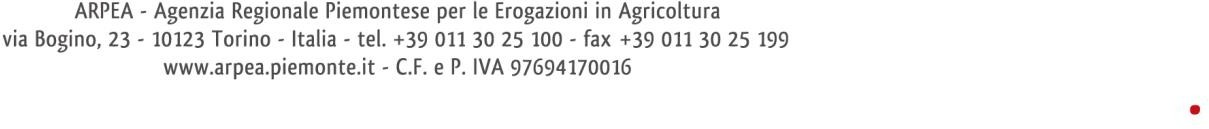 ARPEA - Agenzia Regionale Piemontese per le Erogazioni in Agricoltura
via Bogino, 23 - 10123 Torino - Italia - tel. +39 011 30 25 100 - fax +39 011 30 25 199
www.arpea.piemonte.it - C.F. e P. IVA 97694170016